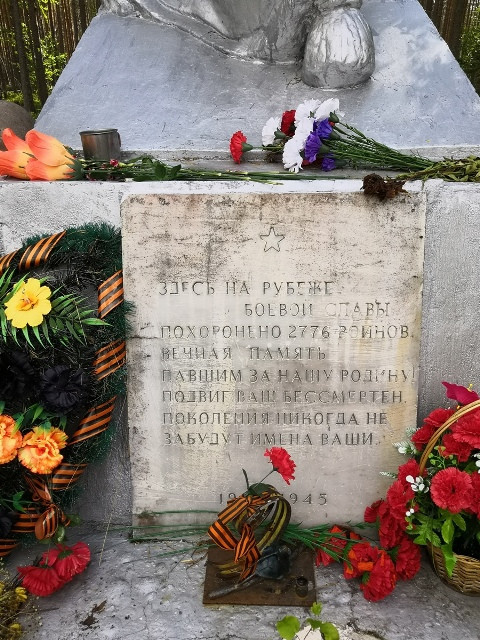 ЗДЕСЬ НА РУБЕЖЕ
БОЕВОЙ СЛАВЫ
ПОХОРОНЕНО 2776 ВОИНОВ.
ВЕЧНАЯ ПАМЯТЬ
ПАВШИМ ЗА НАШУ РОДИНУ!
ПОДВИГ ВАШ БЕССМЕРТЕН.
ПОКОЛЕНИЯ НИКОГДА НЕ
ЗАБУДУТ ИМЕНА ВАШИ.
1945